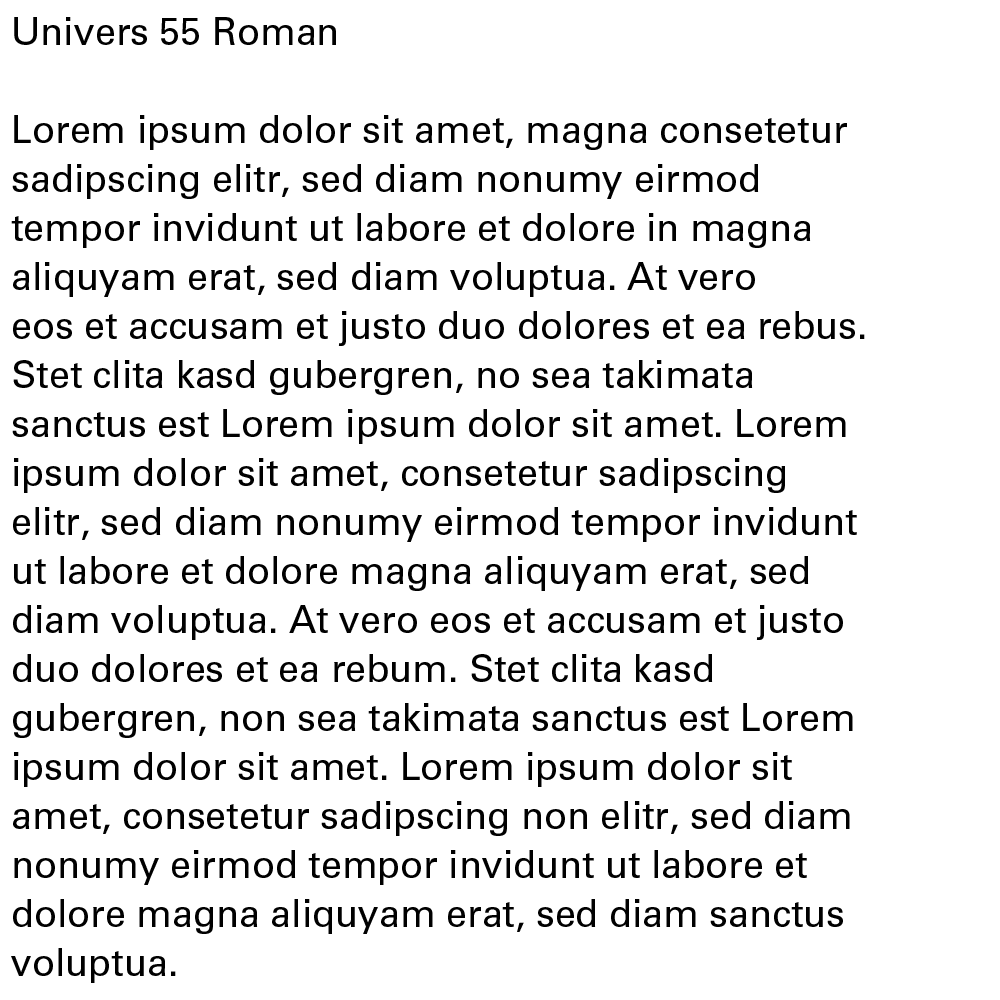 Univers 55 Roman
Lorem ipsum dolor sit amet, magna consetetur
sadipscing elitr, sed diam nonumy eirmod
tempor invidunt ut labore et dolore in magna
aliquyam erat, sed diam voluptua. At vero
eos et accusam et justo duo dolores et ea rebus.
Stet clita kasd gubergren, no sea takimata
sanctus est Lorem ipsum dolor sit amet. Lorem
ipsum dolor sit amet, consetetur sadipscing
elitr, sed diam nonumy eirmod tempor invidunt
ut labore et dolore magna aliquyam erat, sed
diam voluptua. At vero eos et accusam et justo
duo dolores et ea rebum. Stet clita kasd
gubergren, non sea takimata sanctus est Lorem
ipsum dolor sit amet. Lorem ipsum dolor sit
amet, consetetur sadipscing non elitr, sed diam
nonumy eirmod tempor invidunt ut labore et
dolore magna aliquyam erat, sed diam sanctus
voluptua.